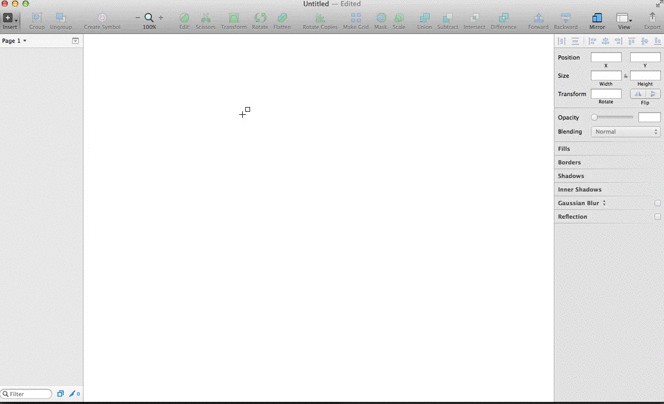 Untitled — Edited
Insert Group Ungroup Create Symbol 100% Edit Scissors Transform Rotate Flatten Rotate Copies Make Grid Mask Scale Union Subtract Intersect Difference Forward Backward Mirror View Export
Page 1
Position
X Y
Size
Width Height
Transform
Rotate Flip
Opacity
Blending Normal
Fills
Borders
Shadows
Inner Shadows
Gaussian Blur
Reflection
Filter 0